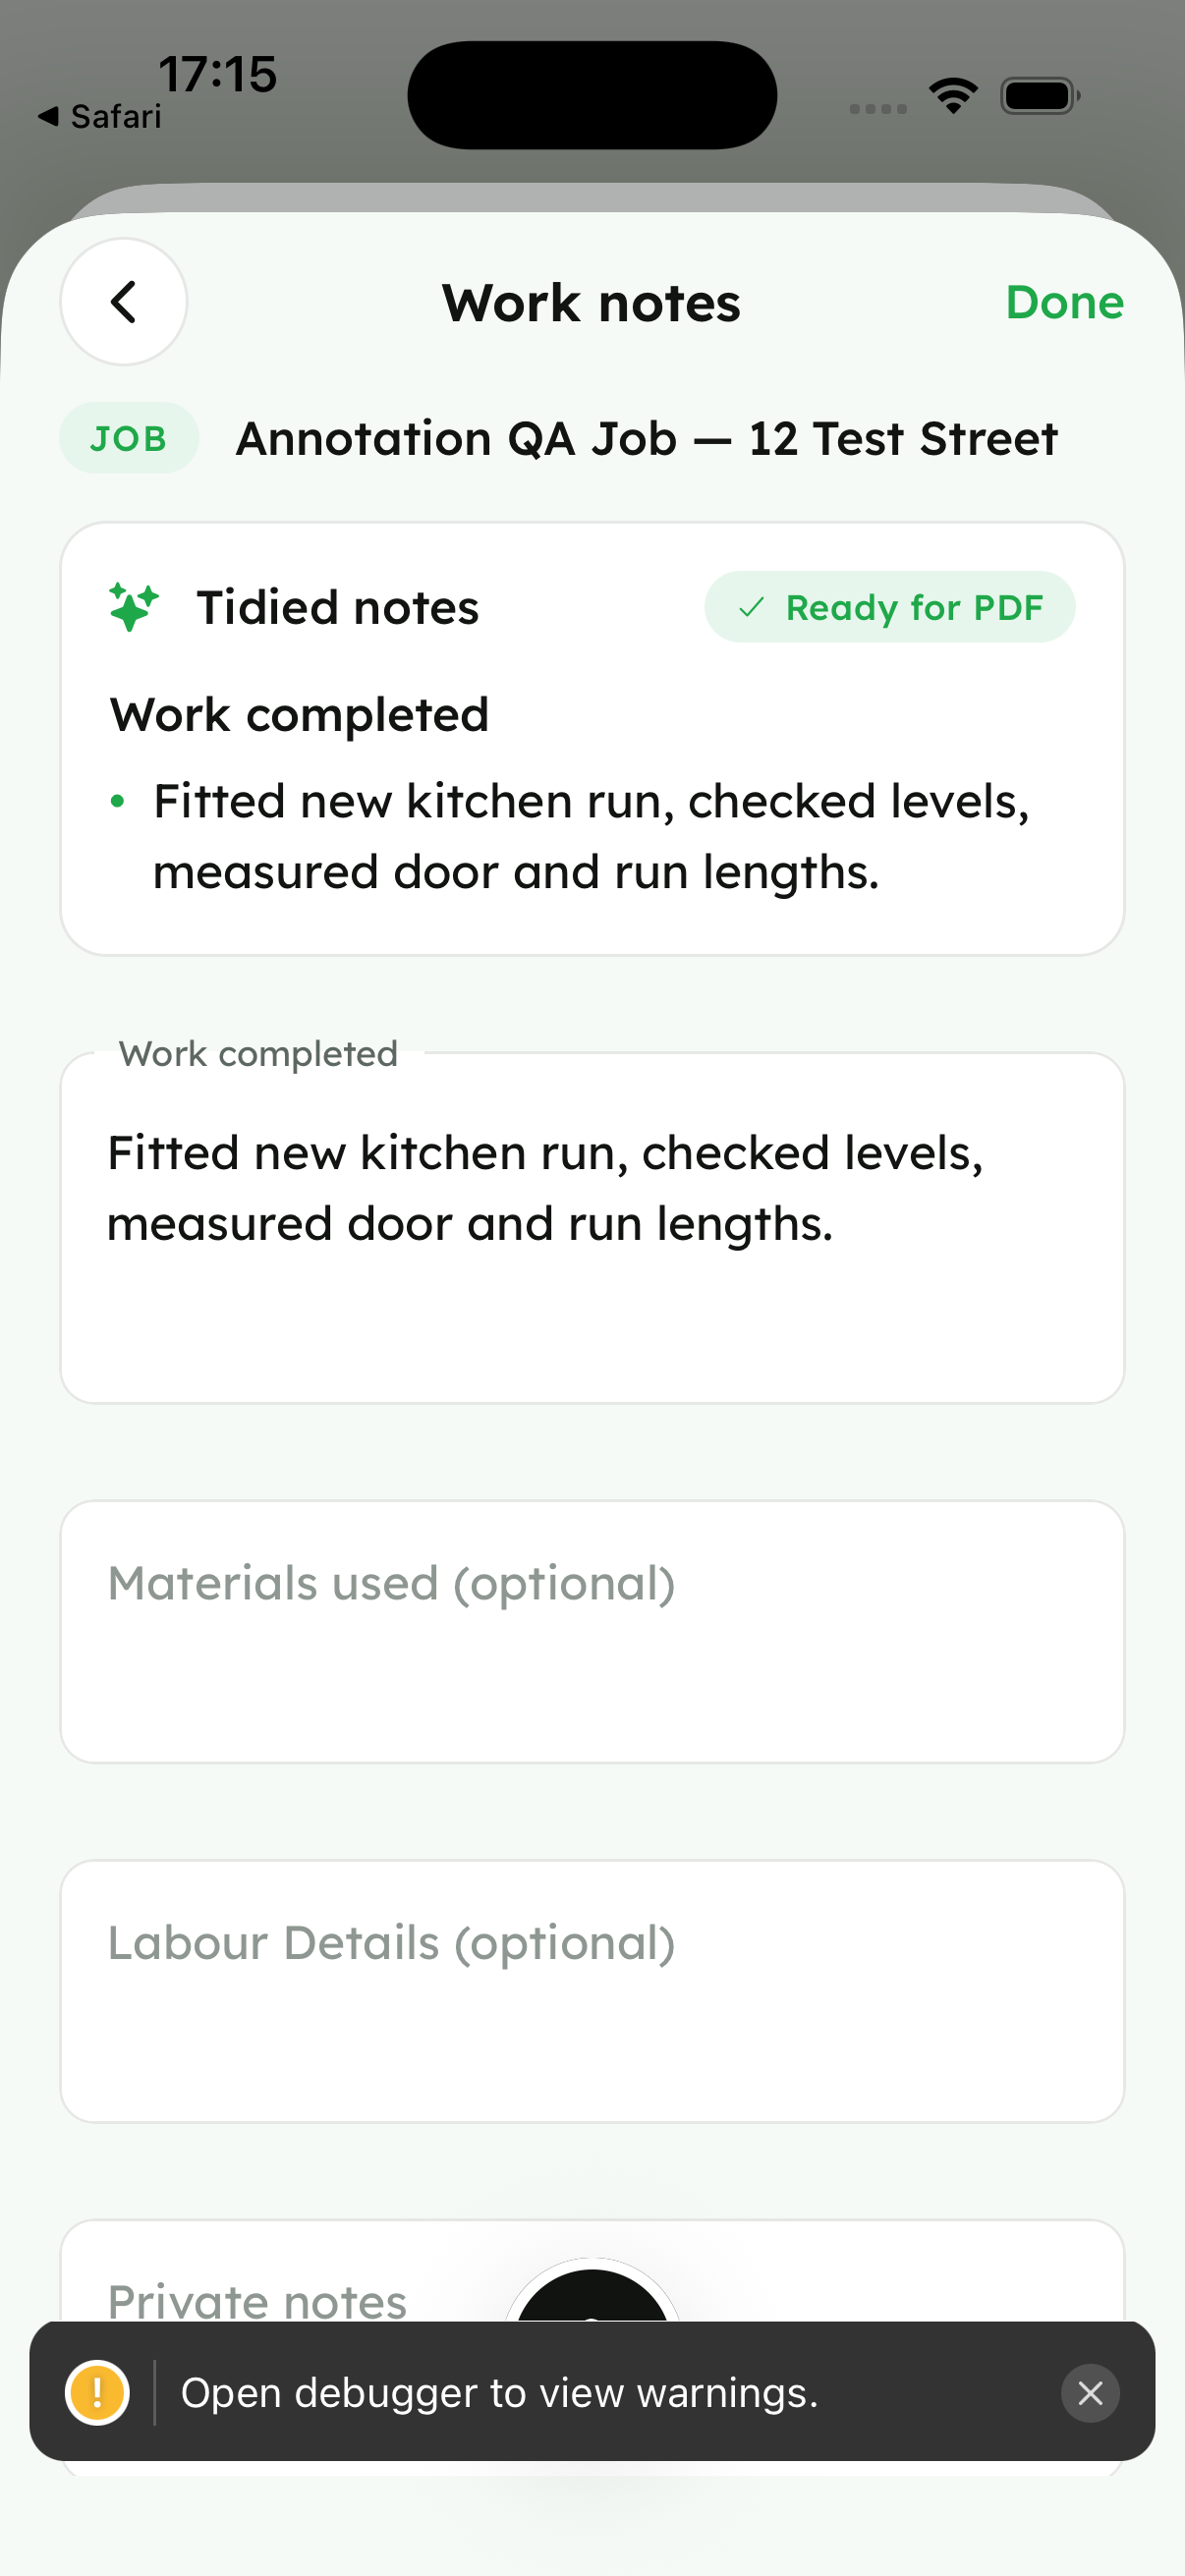 17:15
Safari
Work notes
Done
JOB
Annotation QA Job — 12 Test Street
Tidied notes
Ready for PDF
Work completed
Fitted new kitchen run, checked levels,
measured door and run lengths.
Work completed
Fitted new kitchen run, checked levels,
measured door and run lengths.
Materials used (optional)
Labour Details (optional)
Private notes
! Open debugger to view warnings.